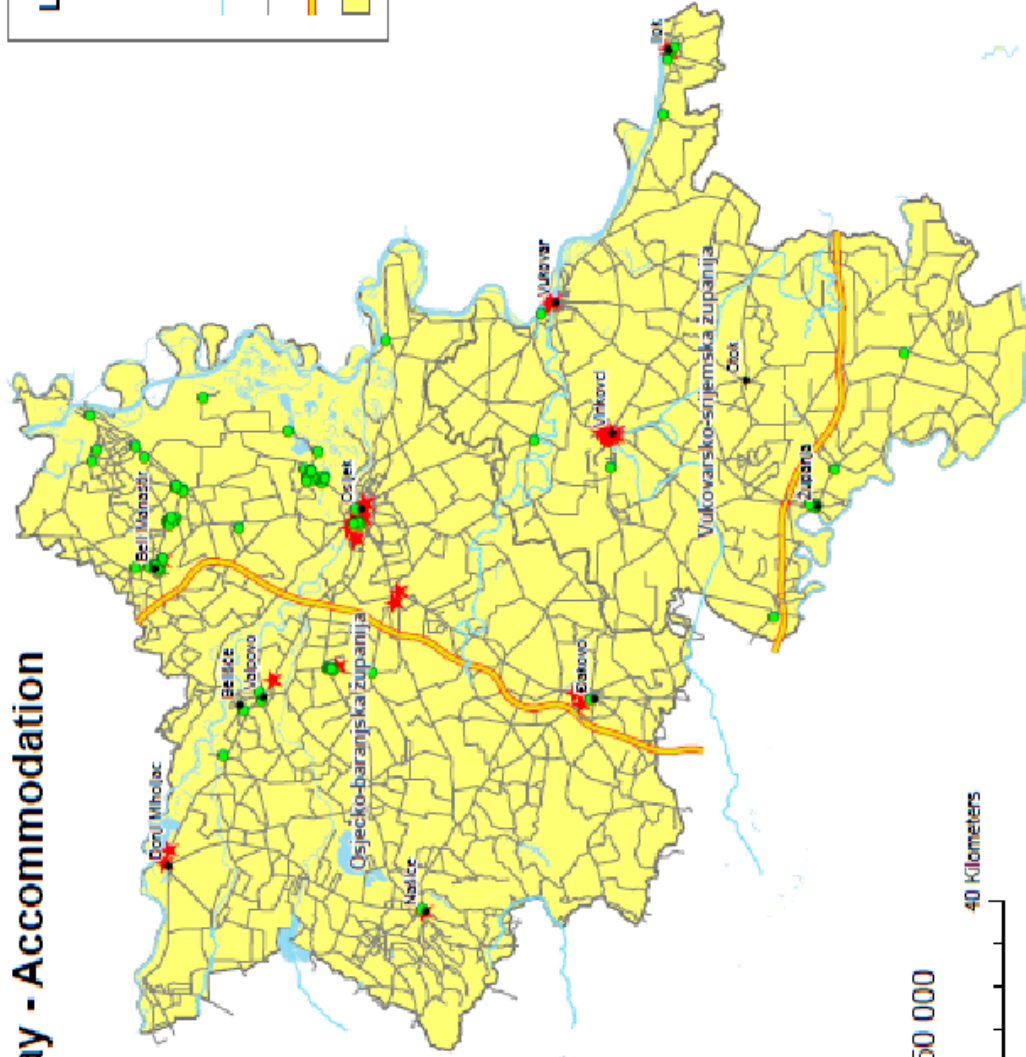 ay - Accommodation
L
Donji Miholjac
Belišće
Valpovo
Beli Manastir
Osijek
Našice
Osječko-baranjska županija
Đakovo
Vukovar
Vinkovci
Ilok
Vukovarsko-srijemska županija
Otok
Županja
40 Kilometers
50 000